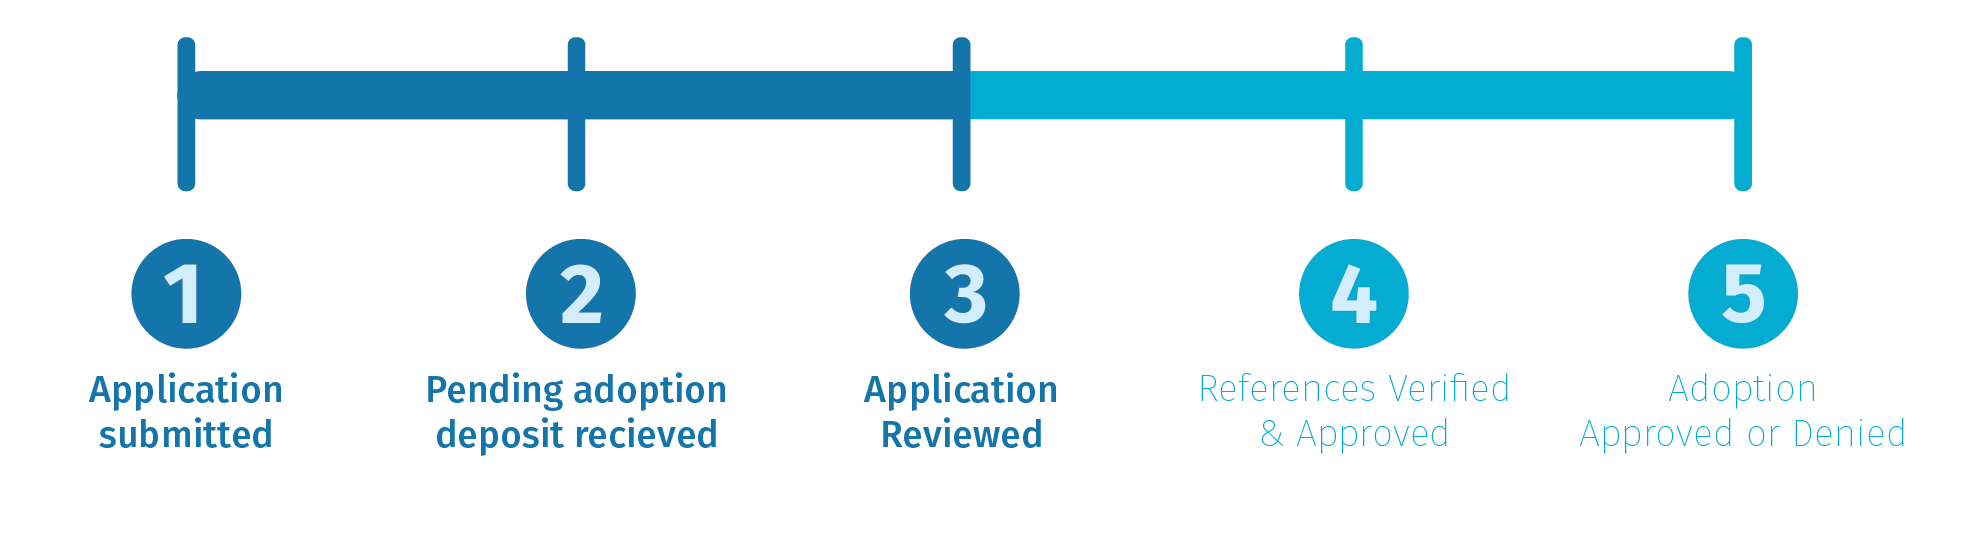 1
Application
submitted
2
Pending adoption
deposit recieved
3
Application
Reviewed
4
References Verified
& Approved
5
Adoption
Approved or Denied